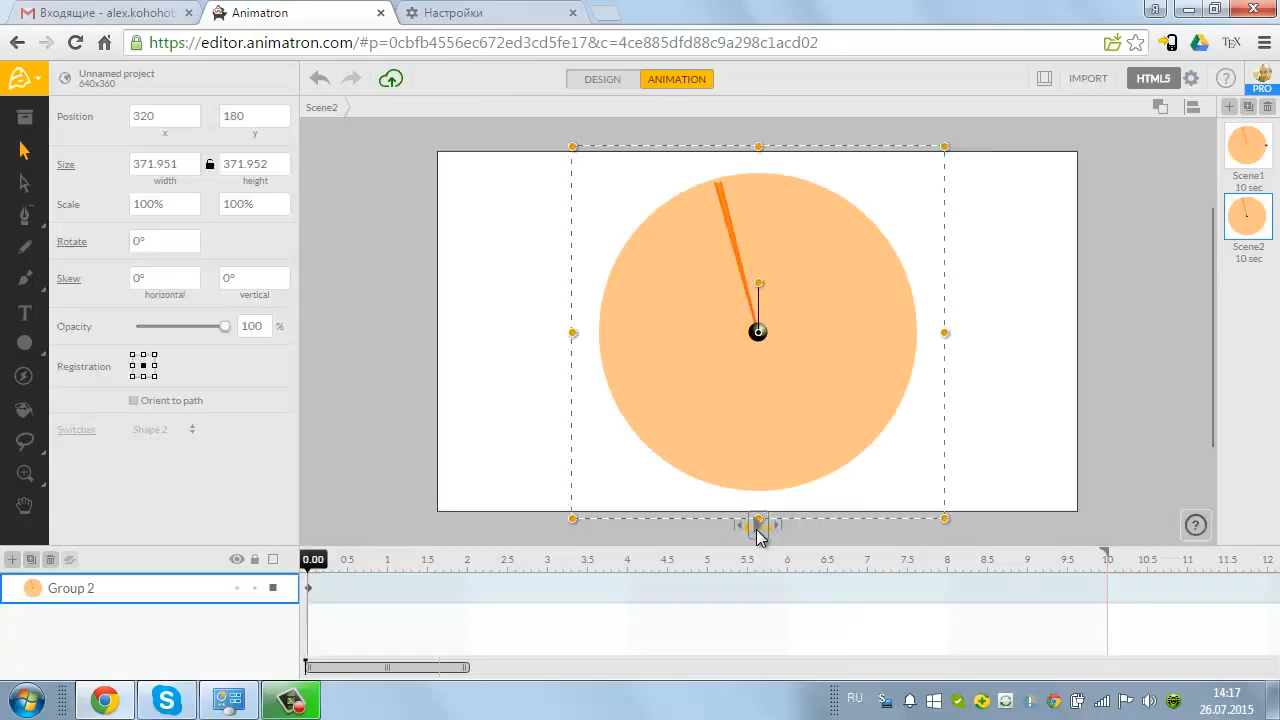 Входящие - alex.kohohob
Animatron
Настройки
https://editor.animatron.com/#p=0cbfb4556ec672ed3cd5fe17&c=4ce885dfd88c9a298c1acd02
Unnamed project
640x360
DESIGN
ANIMATION
IMPORT
HTML5
PRO
Scene2
Position
320
180
x
y
Size
371.951
371.952
width
height
Scale
100%
100%
Rotate
0°
Skew
0°
0°
horizontal
vertical
Opacity
100
%
Registration
Orient to path
Switcher
Shape 2
Scene1
10 sec
Scene2
10 sec
0.00 0.5 1 1.5 2 2.5 3 3.5 4 4.5 5 5.5 6 6.5 7 7.5 8 8.5 9 9.5 10 10.5 11 11.5 12
Group 2
RU
14:17
26.07.2015